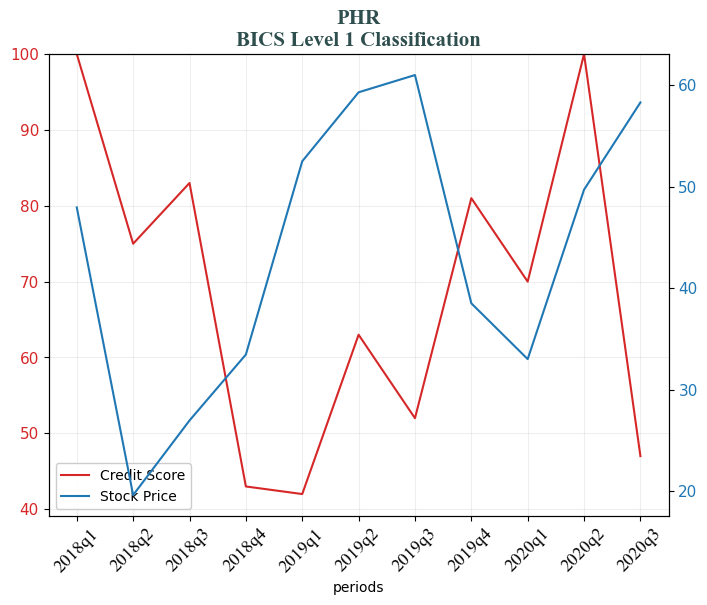 PHR
BICS Level 1 Classification
100
90
80
70
60
50
40
60
50
40
30
20
Credit Score
Stock Price
2018q1
2018q2
2018q3
2018q4
2019q1
2019q2
2019q3
2019q4
2020q1
2020q2
2020q3
periods